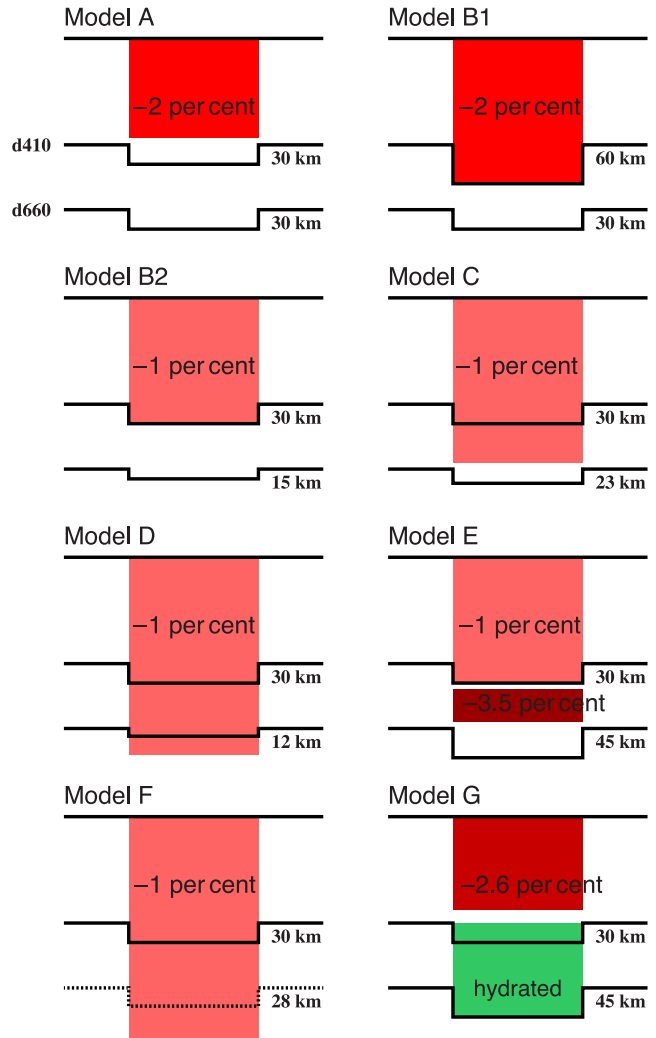 Model A
−2 per cent
d410
30 km
d660
30 km
Model B1
−2 per cent
60 km
30 km
Model B2
−1 per cent
30 km
15 km
Model C
−1 per cent
30 km
23 km
Model D
−1 per cent
30 km
12 km
Model E
−1 per cent
30 km
−3.5 per cent
45 km
Model F
−1 per cent
30 km
28 km
Model G
−2.6 per cent
30 km
hydrated
45 km